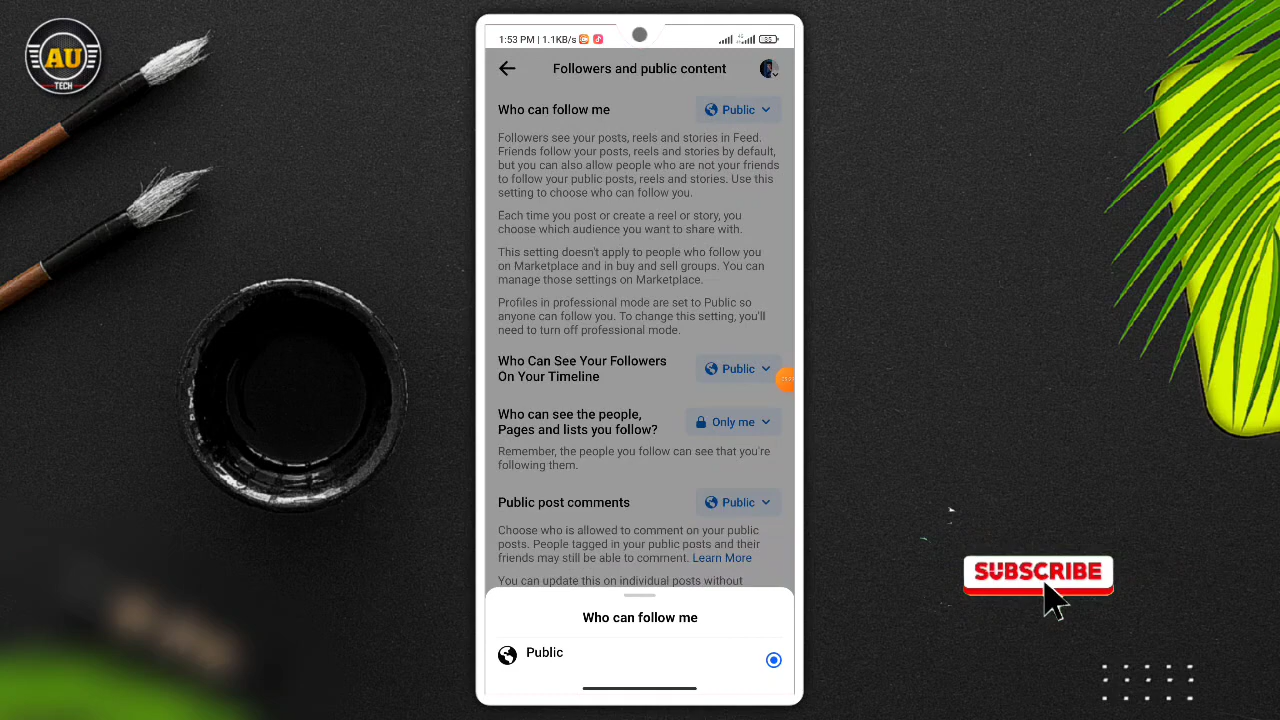 AU
TECH
1:53 PM | 1.1KB/s
Followers and public content
Who can follow me
Public
Followers see your posts, reels and stories in Feed.
Friends follow your posts, reels and stories by default,
but you can also allow people who are not your friends
to follow your public posts, reels and stories. Use this
setting to choose who can follow you.
Each time you post or create a reel or story, you
choose which audience you want to share with.
This setting doesn't apply to people who follow you
on Marketplace and in buy and sell groups. You can
manage those settings on Marketplace.
Profiles in professional mode are set to Public so
anyone can follow you. To change this setting, you'll
need to turn off professional mode.
Who Can See Your Followers
On Your Timeline
Public
Who can see the people,
Pages and lists you follow?
Only me
Remember, the people you follow can see that you're
following them.
Public post comments
Public
Choose who is allowed to comment on your public
posts. People tagged in your public posts and their
friends may still be able to comment. Learn More
You can update this on individual posts without
Who can follow me
Public
SUBSCRIBE